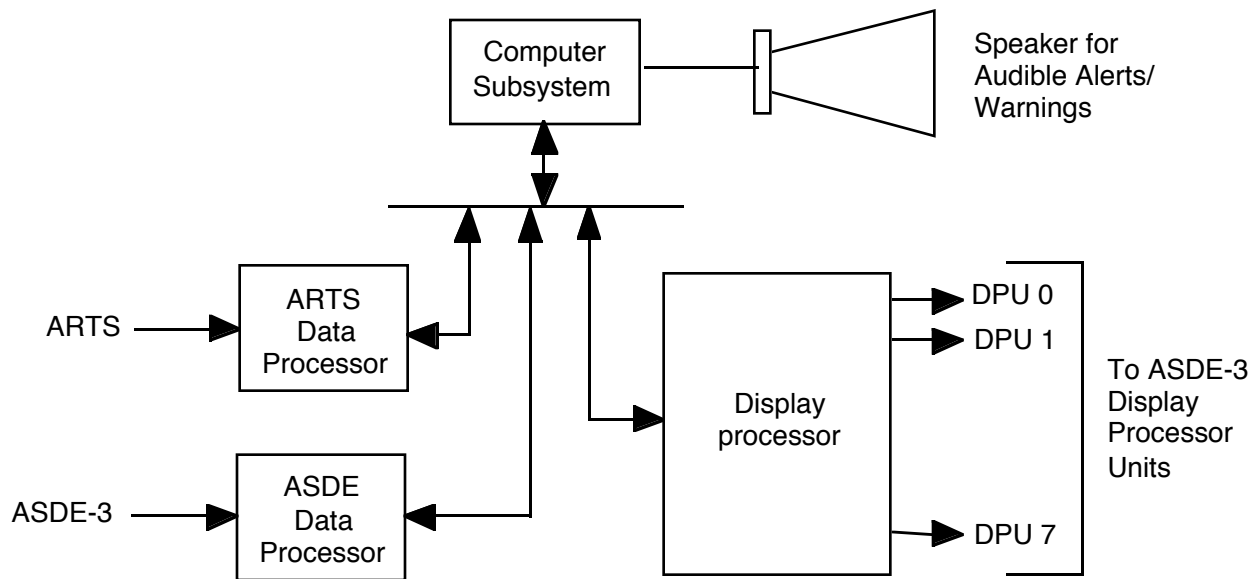 Computer
Subsystem
Speaker for
Audible Alerts/
Warnings
ARTS
ARTS
Data
Processor
ASDE-3
ASDE
Data
Processor
Display
processor
DPU 0
DPU 1
DPU 7
To ASDE-3
Display
Processor
Units